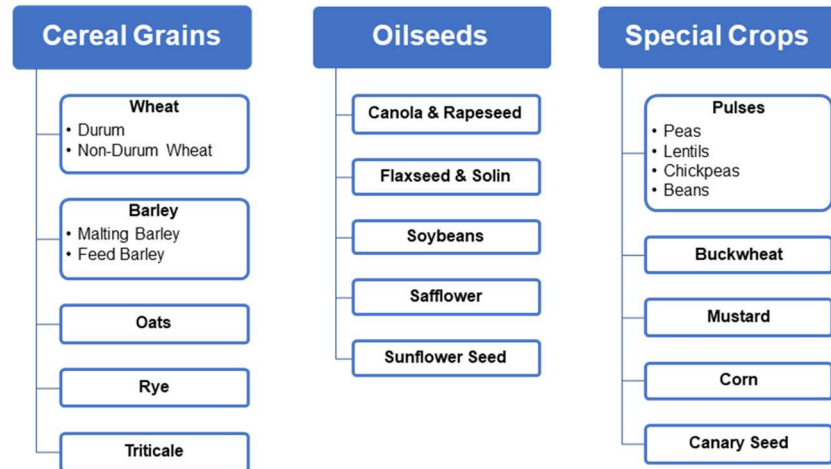 Cereal Grains
Wheat
• Durum
• Non-Durum Wheat
Barley
• Malting Barley
• Feed Barley
Oats
Rye
Triticale
Oilseeds
Canola & Rapeseed
Flaxseed & Solin
Soybeans
Safflower
Sunflower Seed
Special Crops
Pulses
• Peas
• Lentils
• Chickpeas
• Beans
Buckwheat
Mustard
Corn
Canary Seed